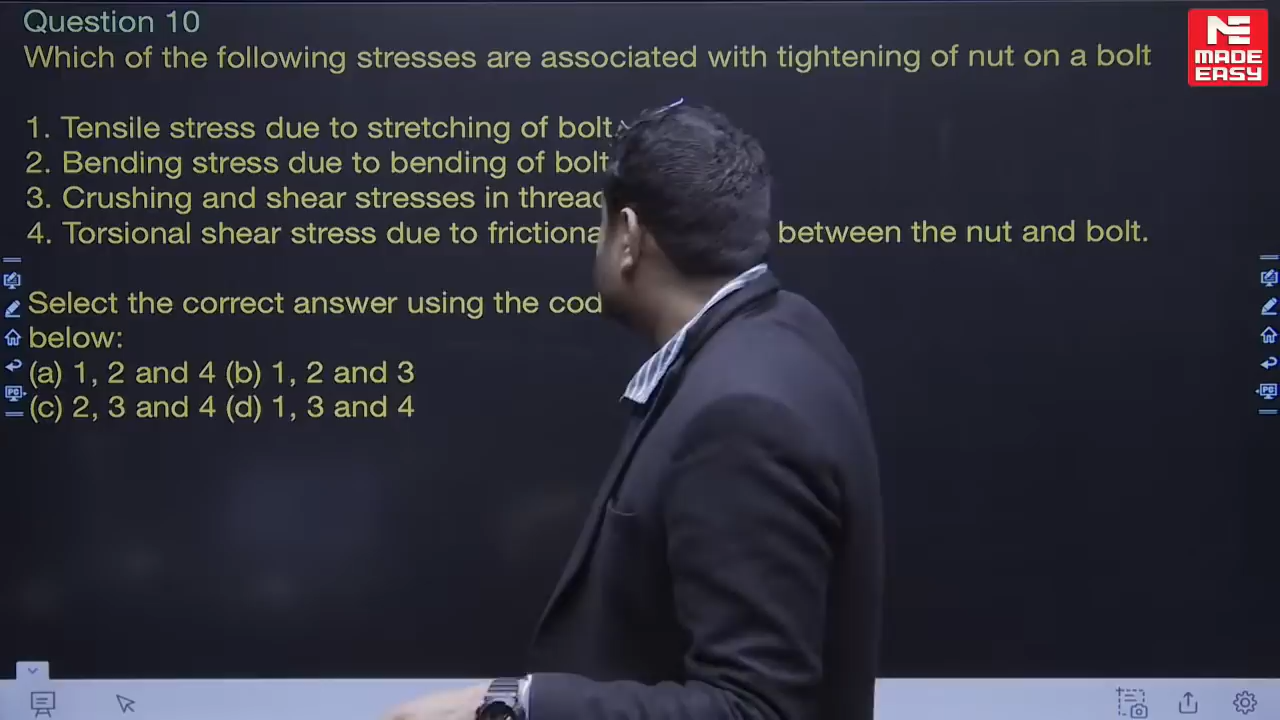 Question 10
Which of the following stresses are associated with tightening of nut on a bolt
1. Tensile stress due to stretching of bolt
2. Bending stress due to bending of bolt
3. Crushing and shear stresses in
4. Torsional shear stress due to between the nut and bolt.
Select the correct answer using the
below:
(a) 1, 2 and 4 (b) 1, 2 and 3
(c) 2, 3 and 4 (d) 1, 3 and 4
ME
MADE
EASY
PC
PC